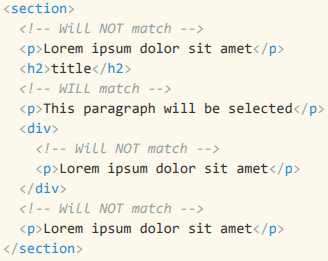 <section>
  <!-- Will NOT match -->
  <p>Lorem ipsum dolor sit amet</p>
  <h2>title</h2>
  <!-- WILL match -->
  <p>This paragraph will be selected</p>
  <div>
    <!-- Will NOT match -->
    <p>Lorem ipsum dolor sit amet</p>
  </div>
  <!-- Will NOT match -->
  <p>Lorem ipsum dolor sit amet</p>
</section>